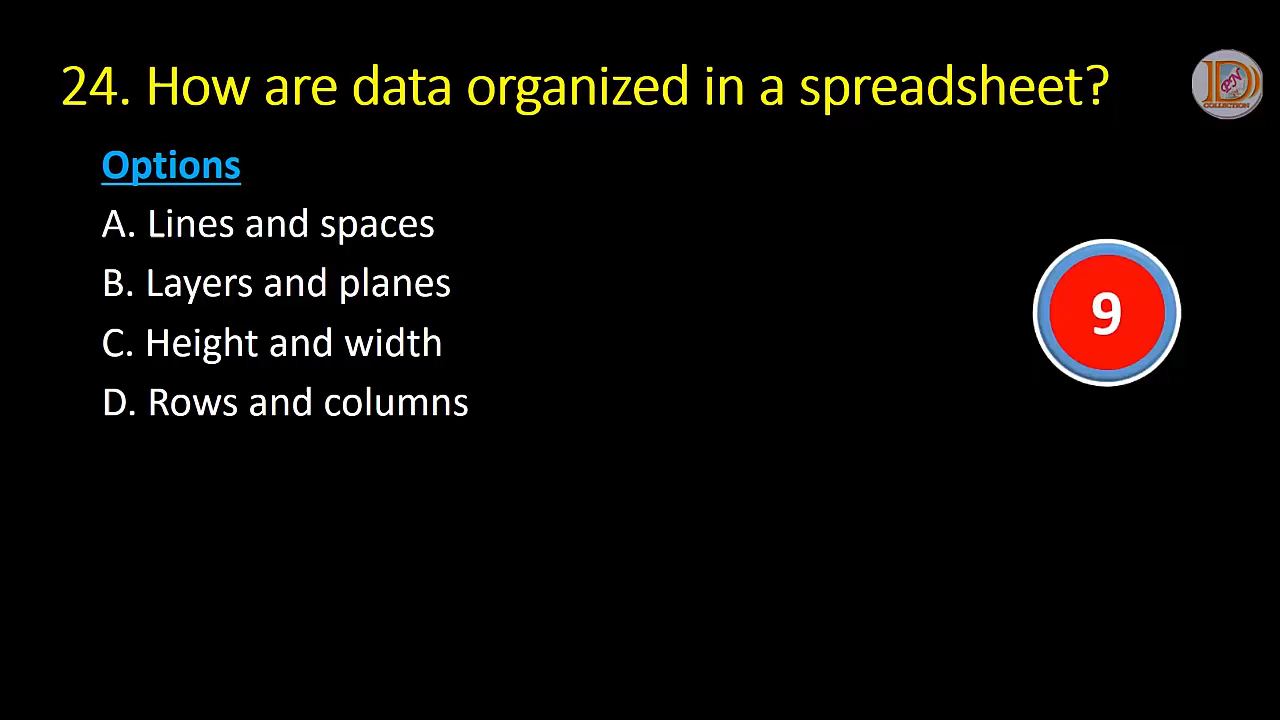 24. How are data organized in a spreadsheet?
Options
A. Lines and spaces
B. Layers and planes
C. Height and width
D. Rows and columns
9
D
COLLECTION